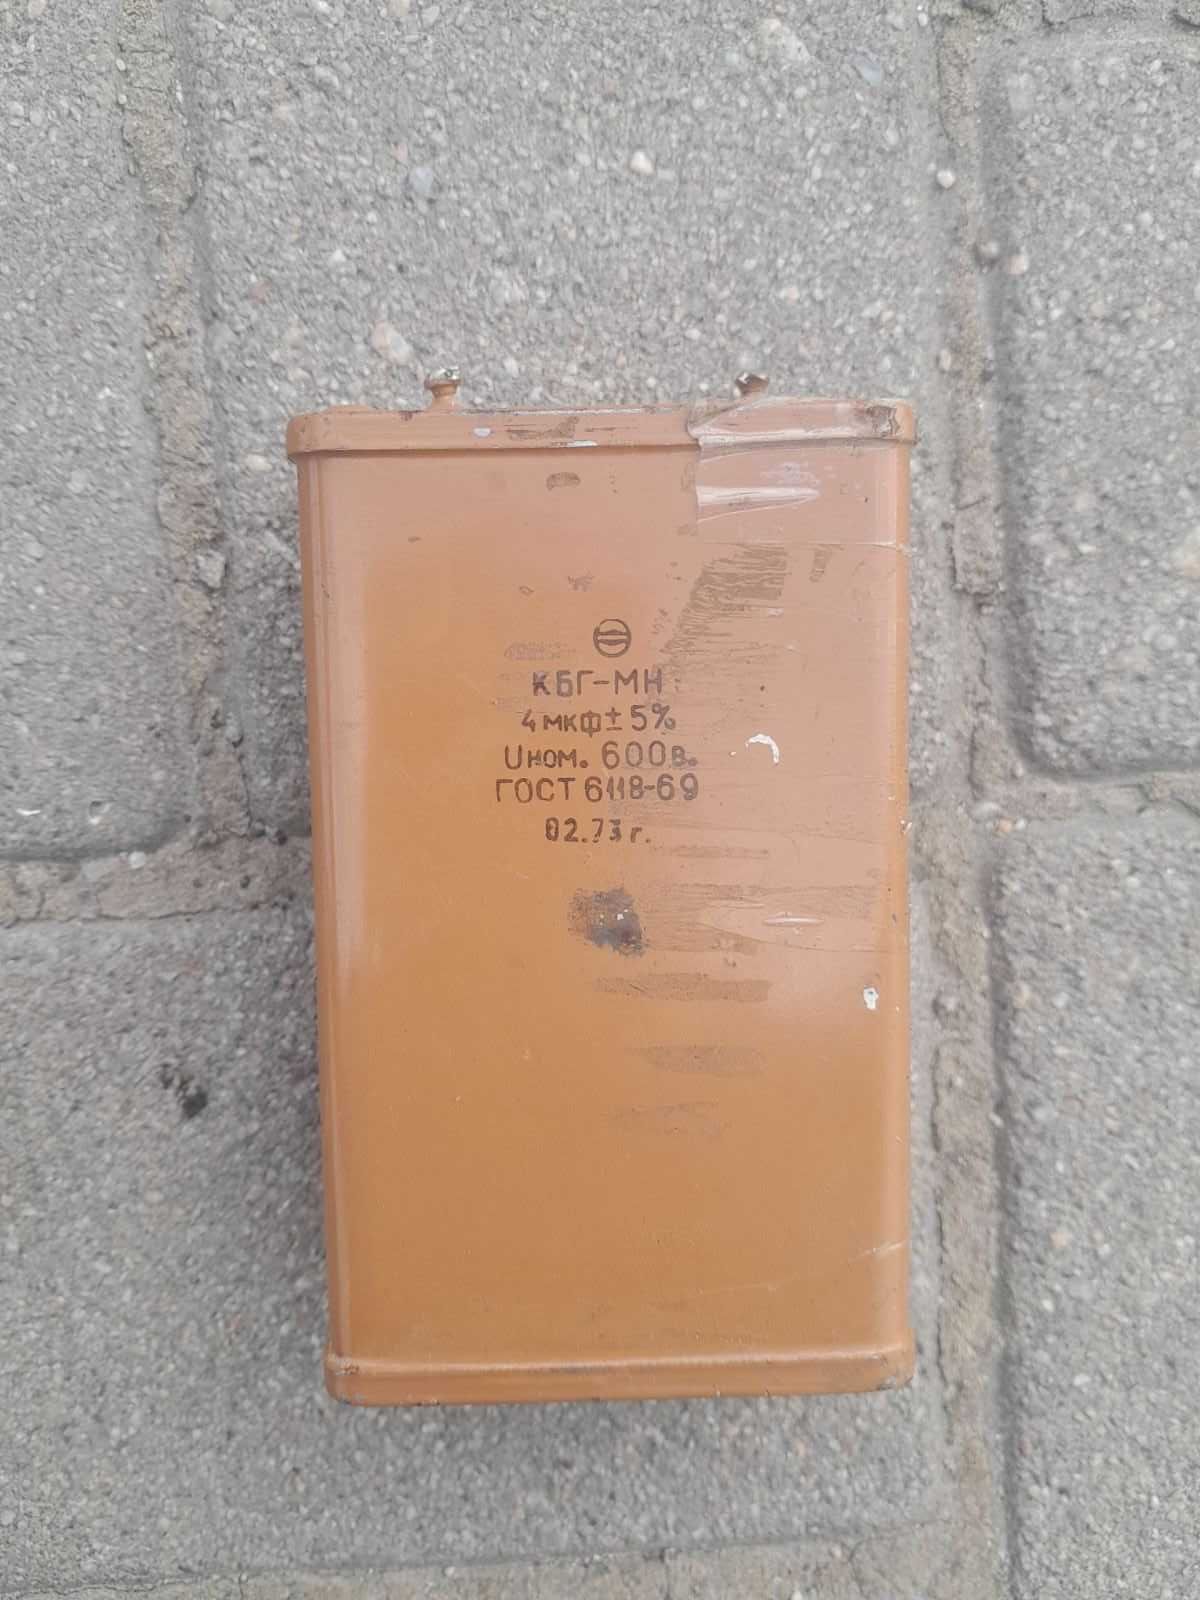 КБГ-МН
4 мкф ± 5%
Uном. 600в.
ГОСТ 6118-69
02.73 г.